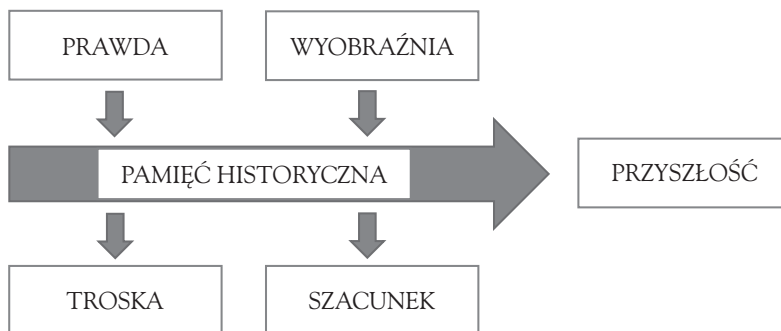 PRAWDA
WYOBRAŹNIA
PAMIĘĆ HISTORYCZNA
PRZYSZŁOŚĆ
TROSKA
SZACUNEK